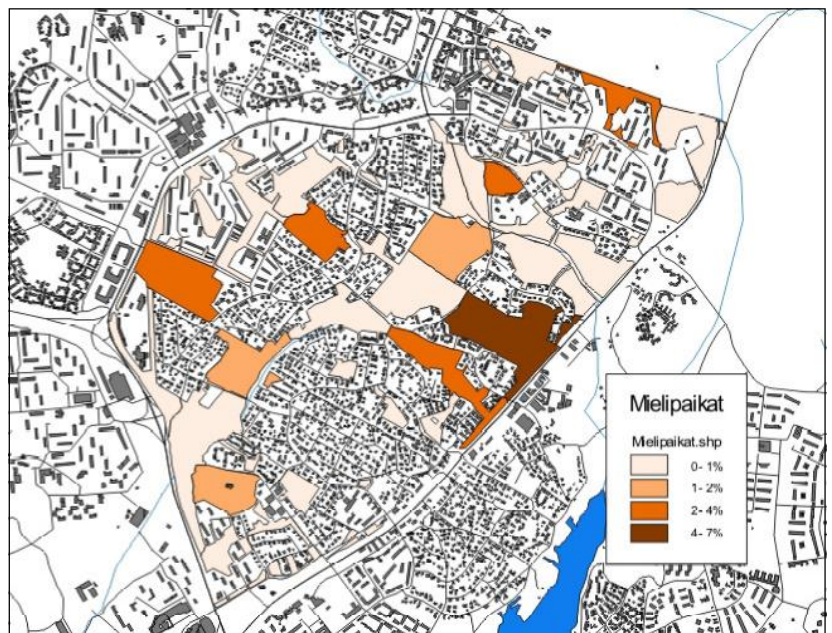 Mielipaikat
Mielipaikat.shp
0- 1%
1- 2%
2- 4%
4- 7%